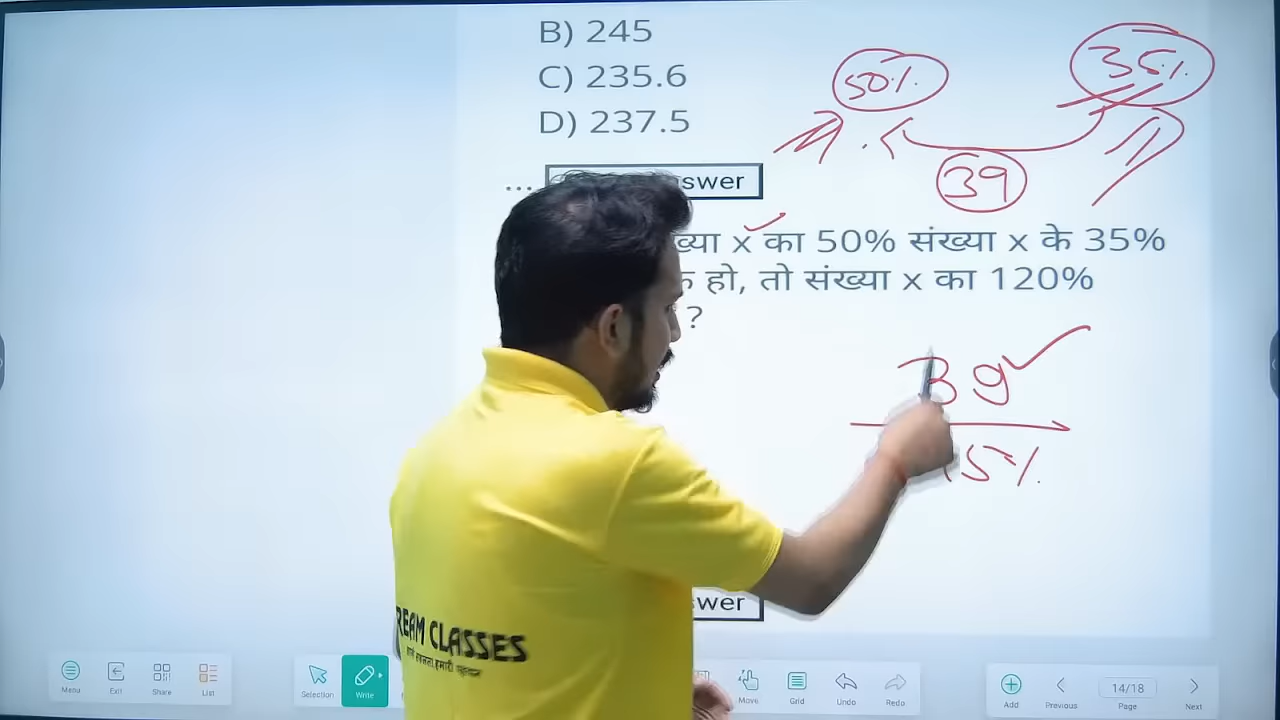 B) 245
C) 235.6
D) 237.5
50%
35%
39
... swer
x का 50% संख्या x के 35%
हो, तो संख्या x का 120%
?
39
15%
swer
REAM CLASSES
Menu
Exit
Share
List
Selection
Write
Move
Grid
Undo
Redo
Add
Previous
14/18
Page
Next